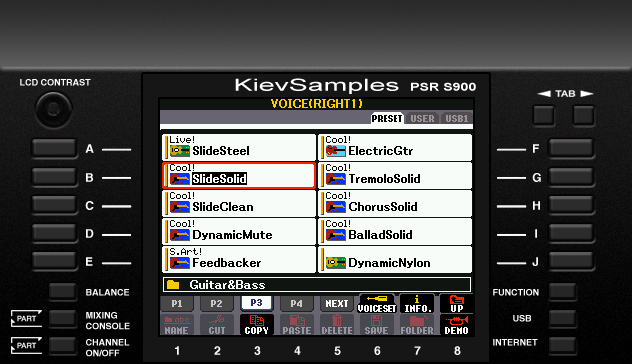 LCD CONTRAST
KievSamples PSR S900
TAB
VOICE(RIGHT1)
PRESET USER USB1
A
B
C
D
E
Live!
SlideSteel
Cool!
ElectricGtr
Cool!
SlideSolid
Cool!
TremoloSolid
Cool!
SlideClean
Cool!
ChorusSolid
Cool!
DynamicMute
Cool!
BalladSolid
S.Art!
Feedbacker
DynamicNylon
F
G
H
I
J
Guitar&Bass
P1 P2 P3 P4 NEXT VOICESET INFO. UP
NAME CUT COPY PASTE DELETE SAVE FOLDER DEMO
1 2 3 4 5 6 7 8
BALANCE
PART MIXING
CONSOLE
PART CHANNEL
ON/OFF
FUNCTION
USB
INTERNET